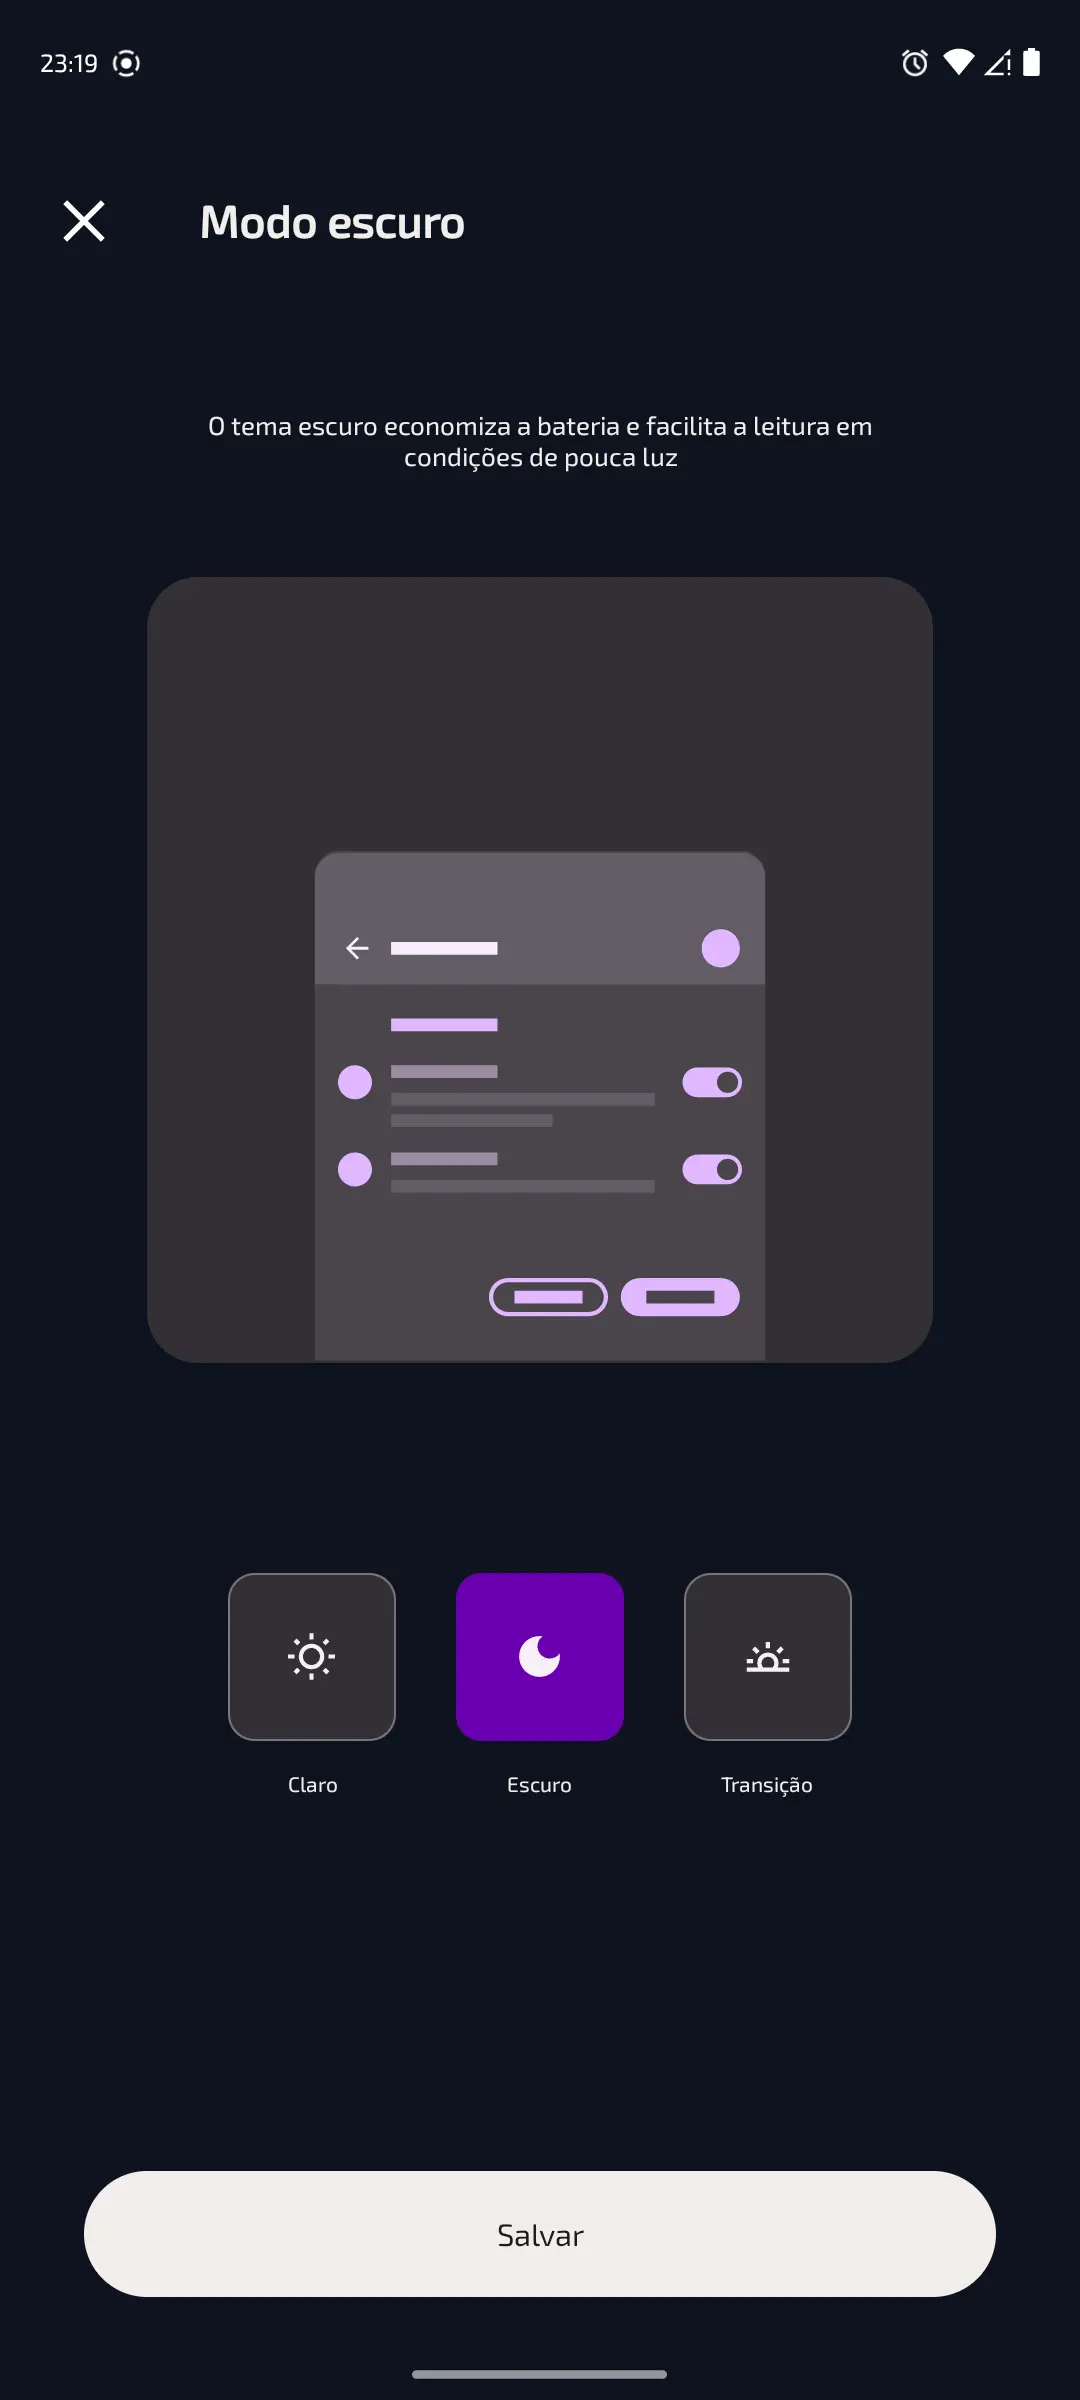 23:19
Modo escuro
O tema escuro economiza a bateria e facilita a leitura em
condições de pouca luz
Claro
Escuro
Transição
Salvar